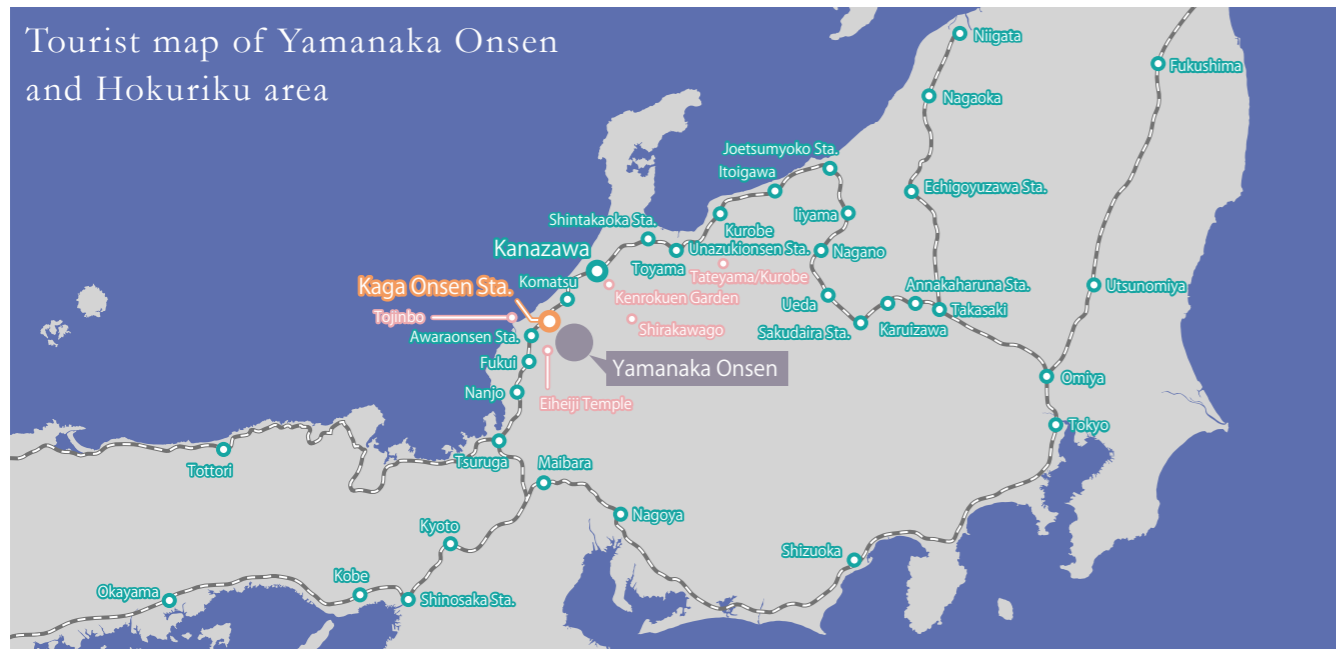 Tourist map of Yamanaka Onsen
and Hokuriku area
Niigata
Fukushima
Nagaoka
Joetsumyoko Sta.
Itoigawa
Echigoyuzawa Sta.
Iiyama
Shintakaoka Sta.
Kurobe
Unazukionsen Sta.
Kanazawa
Toyama
Nagano
Tateyama/Kurobe
Komatsu
Kaga Onsen Sta.
Kenrokuen Garden
Annakaharuna Sta.
Utsunomiya
Ueda
Takasaki
Tojinbo
Shirakawago
Sakudaira Sta.
Karuizawa
Awaraonsen Sta.
Fukui
Yamanaka Onsen
Omiya
Nanjo
Eiheiji Temple
Tokyo
Tottori
Tsuruga
Maibara
Nagoya
Kyoto
Shizuoka
Kobe
Okayama
Shinosaka Sta.